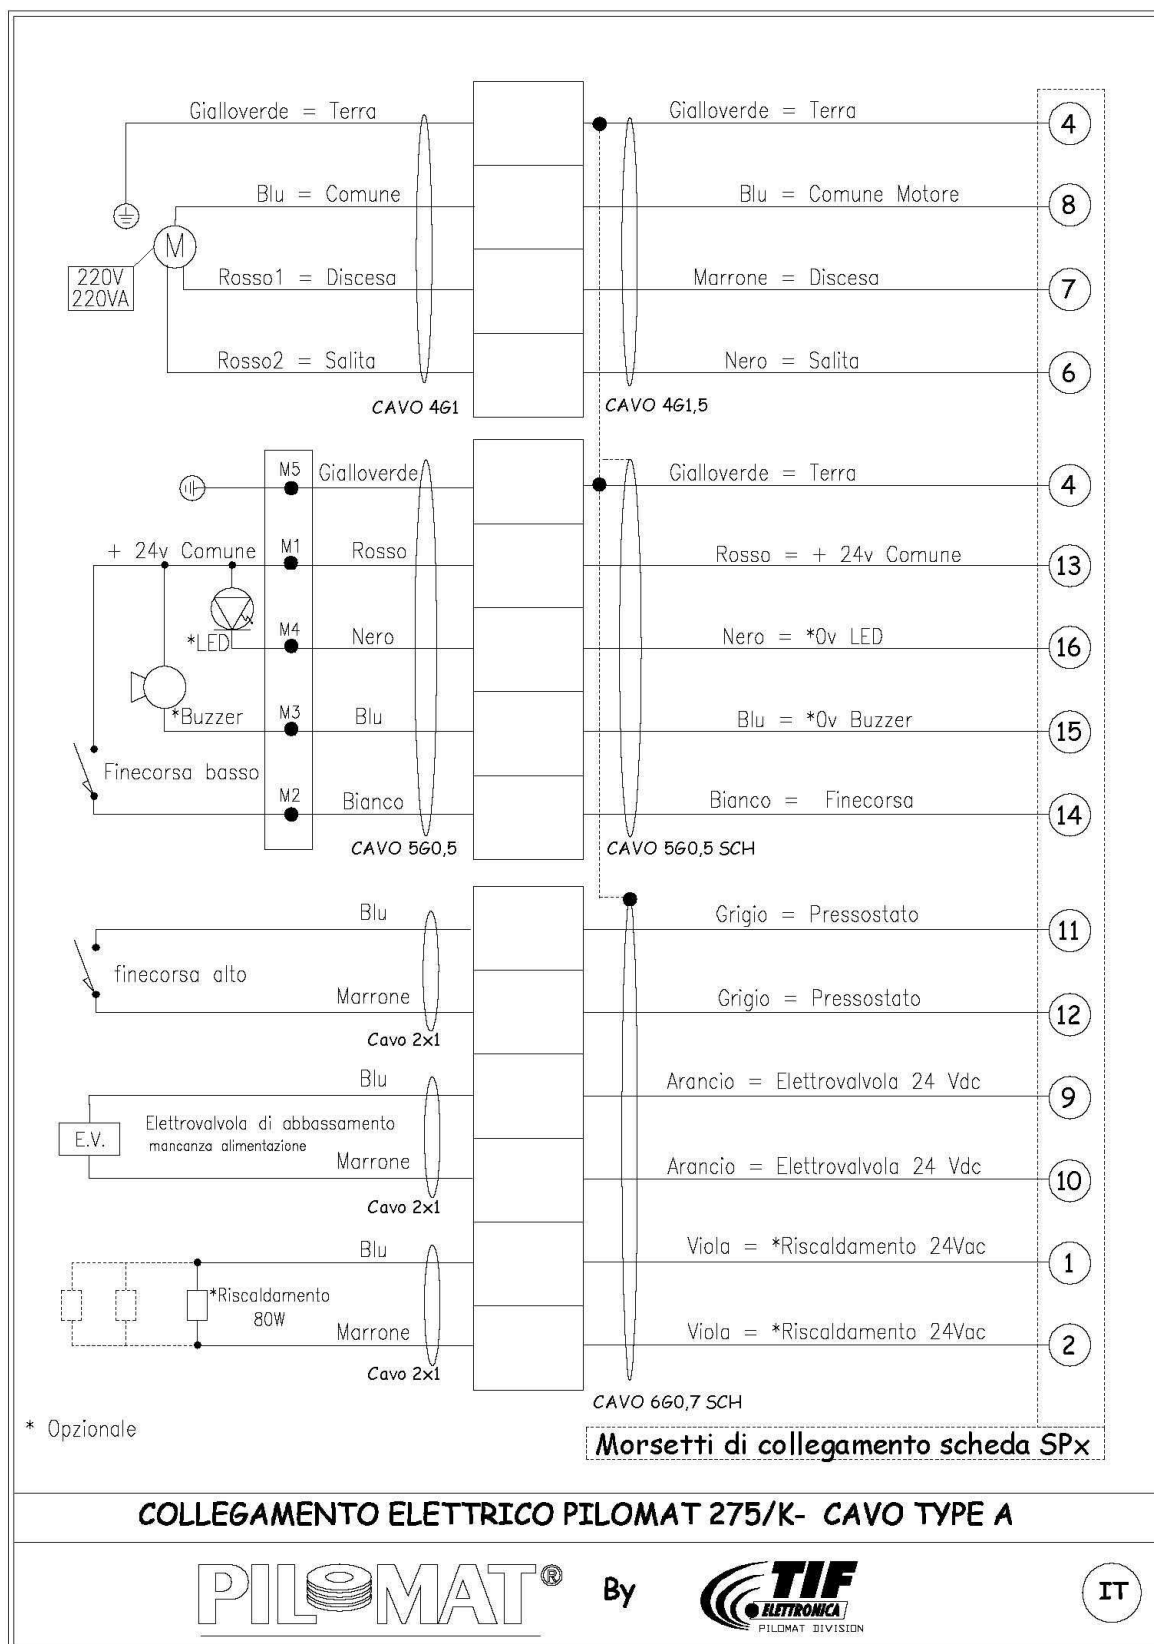 Gialloverde = Terra
Gialloverde = Terra
4
Blu = Comune
Blu = Comune Motore
8
M
220V
220VA
Rosso1 = Discesa
Marrone = Discesa
7
Rosso2 = Salita
Nero = Salita
6
CAVO 4G1
CAVO 4G1,5
M5
Gialloverde
Gialloverde = Terra
4
+ 24v Comune
M1
Rosso
Rosso = + 24v Comune
13
*LED
M4
Nero
Nero = *0v LED
16
*Buzzer
M3
Blu
Blu = *0v Buzzer
15
Finecorsa basso
M2
Bianco
Bianco = Finecorsa
14
CAVO 5G0,5
CAVO 5G0,5 SCH
Blu
Grigio = Pressostato
11
finecorsa alto
Marrone
Grigio = Pressostato
12
Cavo 2x1
Blu
Arancio = Elettrovalvola 24 Vdc
9
E.V.
Elettrovalvola di abbassamento
mancanza alimentazione
Marrone
Arancio = Elettrovalvola 24 Vdc
10
Cavo 2x1
Blu
Viola = *Riscaldamento 24Vac
1
*Riscaldamento
80W
Marrone
Viola = *Riscaldamento 24Vac
2
Cavo 2x1
CAVO 6G0,7 SCH
* Opzionale
Morsetti di collegamento scheda SPx
COLLEGAMENTO ELETTRICO PILOMAT 275/K- CAVO TYPE A
PILOMAT®
By
TIF
ELETTRONICA
PILOMAT DIVISION
IT